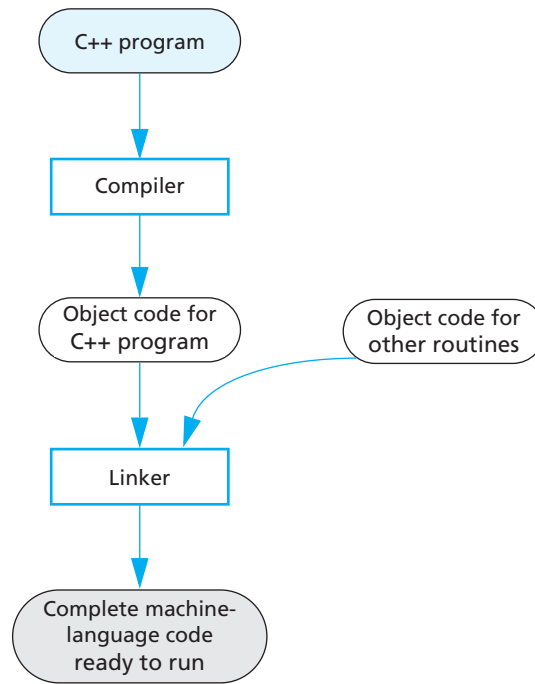 C++ program
Compiler
Object code for
C++ program
Object code for
other routines
Linker
Complete machine-
language code
ready to run